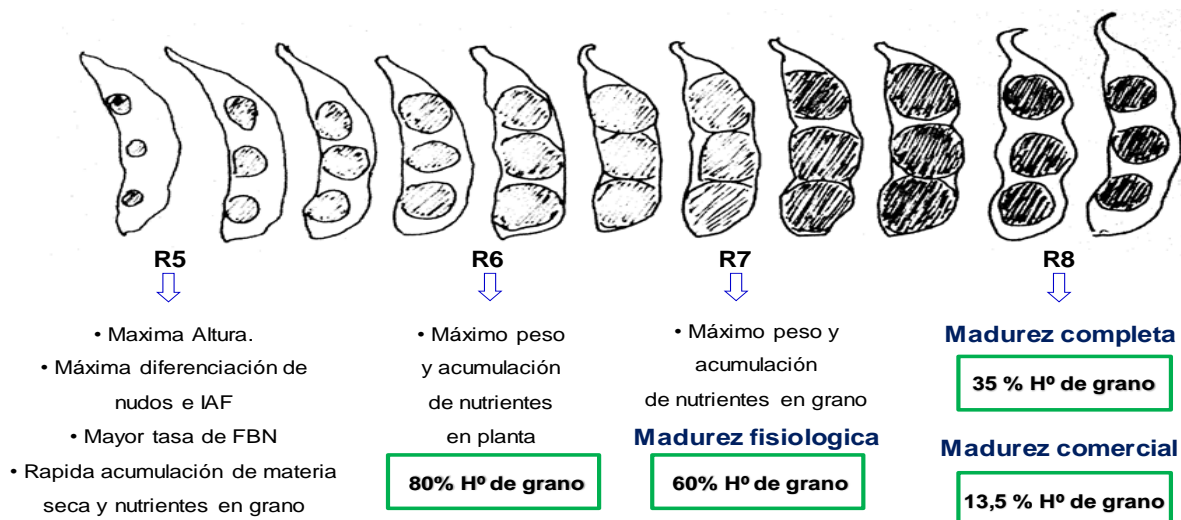 R5
• Maxima Altura.
• Máxima diferenciación de
nudos e IAF
• Mayor tasa de FBN
• Rapida acumulación de materia
seca y nutrientes en grano
R6
• Máximo peso
y acumulación
de nutrientes
en planta
80% Hº de grano
R7
• Máximo peso y
acumulación
de nutrientes en grano
Madurez fisiologica
60% Hº de grano
R8
Madurez completa
35 % Hº de grano
Madurez comercial
13,5 % Hº de grano